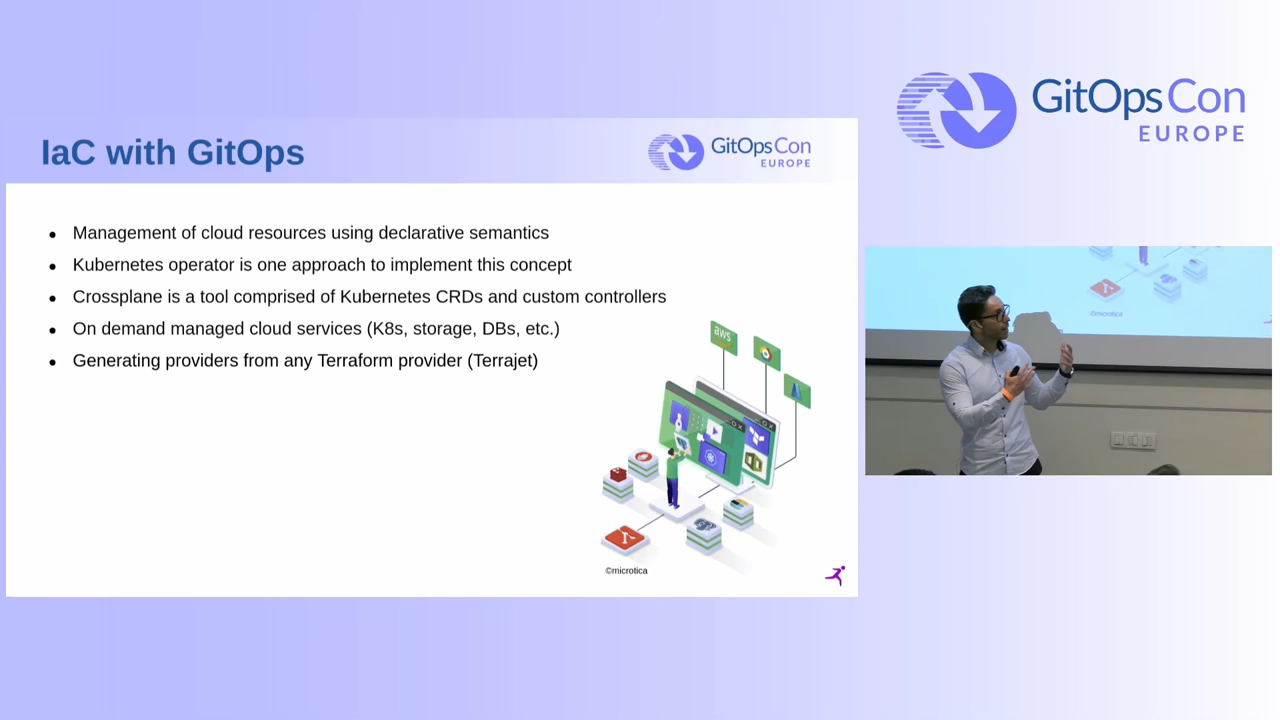 IaC with GitOps
GitOpsCon
EUROPE
● Management of cloud resources using declarative semantics
● Kubernetes operator is one approach to implement this concept
● Crossplane is a tool comprised of Kubernetes CRDs and custom controllers
● On demand managed cloud services (K8s, storage, DBs, etc.)
● Generating providers from any Terraform provider (Terrajet)
aws
©microtica
GitOpsCon
EUROPE
©microtica